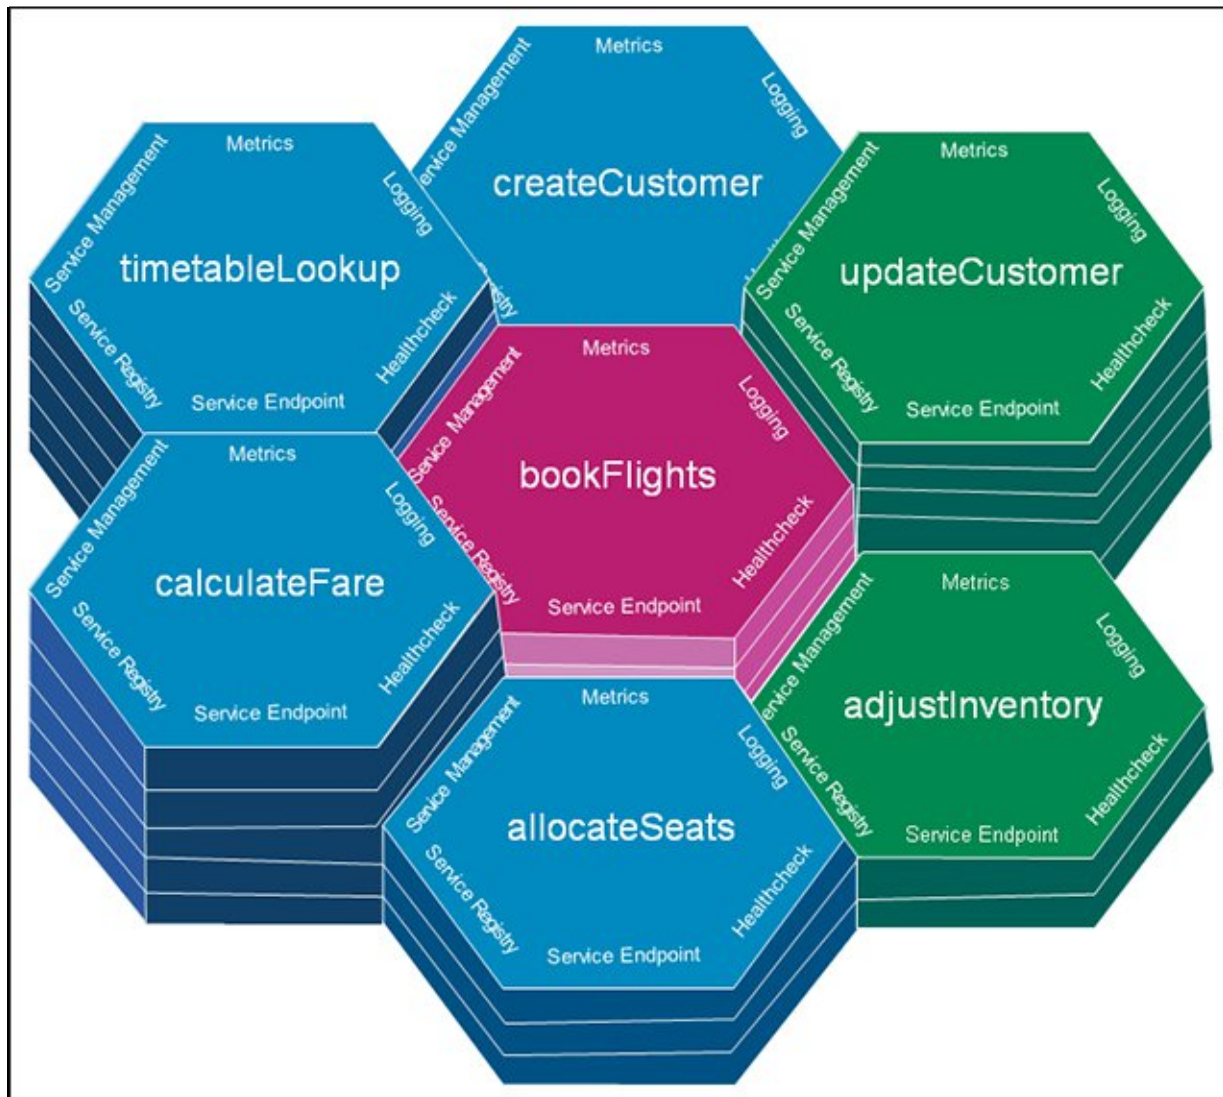 Metrics
Service Management
Logging
createCustomer
Metrics
Service Management
Logging
timetableLookup
Service Registry
Healthcheck
Service Endpoint
Metrics
Service Management
Logging
updateCustomer
Service Registry
Healthcheck
Service Endpoint
Metrics
Service Management
Logging
bookFlights
Service Registry
Healthcheck
Service Endpoint
Metrics
Service Management
Logging
calculateFare
Service Registry
Healthcheck
Service Endpoint
Metrics
Service Management
Logging
adjustInventory
Service Registry
Healthcheck
Service Endpoint
Metrics
Service Management
Logging
allocateSeats
Service Registry
Healthcheck
Service Endpoint